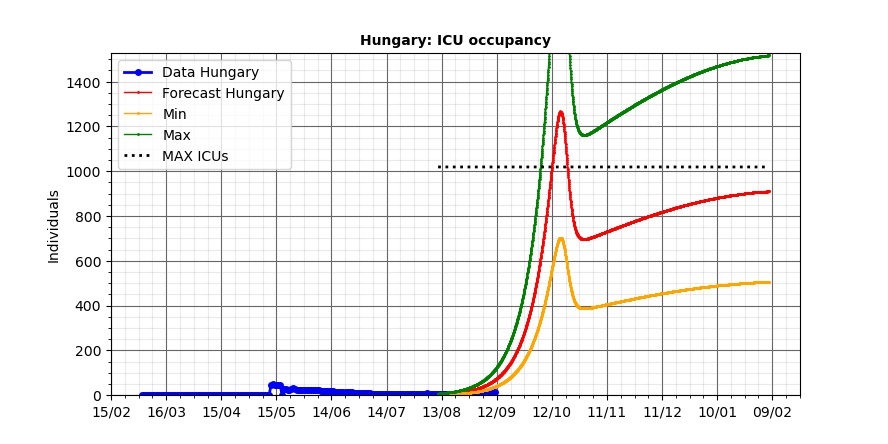 Hungary: ICU occupancy
Data Hungary
Forecast Hungary
Min
Max
MAX ICUs
Individuals
1400
1200
1000
800
600
400
200
0
15/02 16/03 15/04 15/05 14/06 14/07 13/08 12/09 12/10 11/11 11/12 10/01 09/02